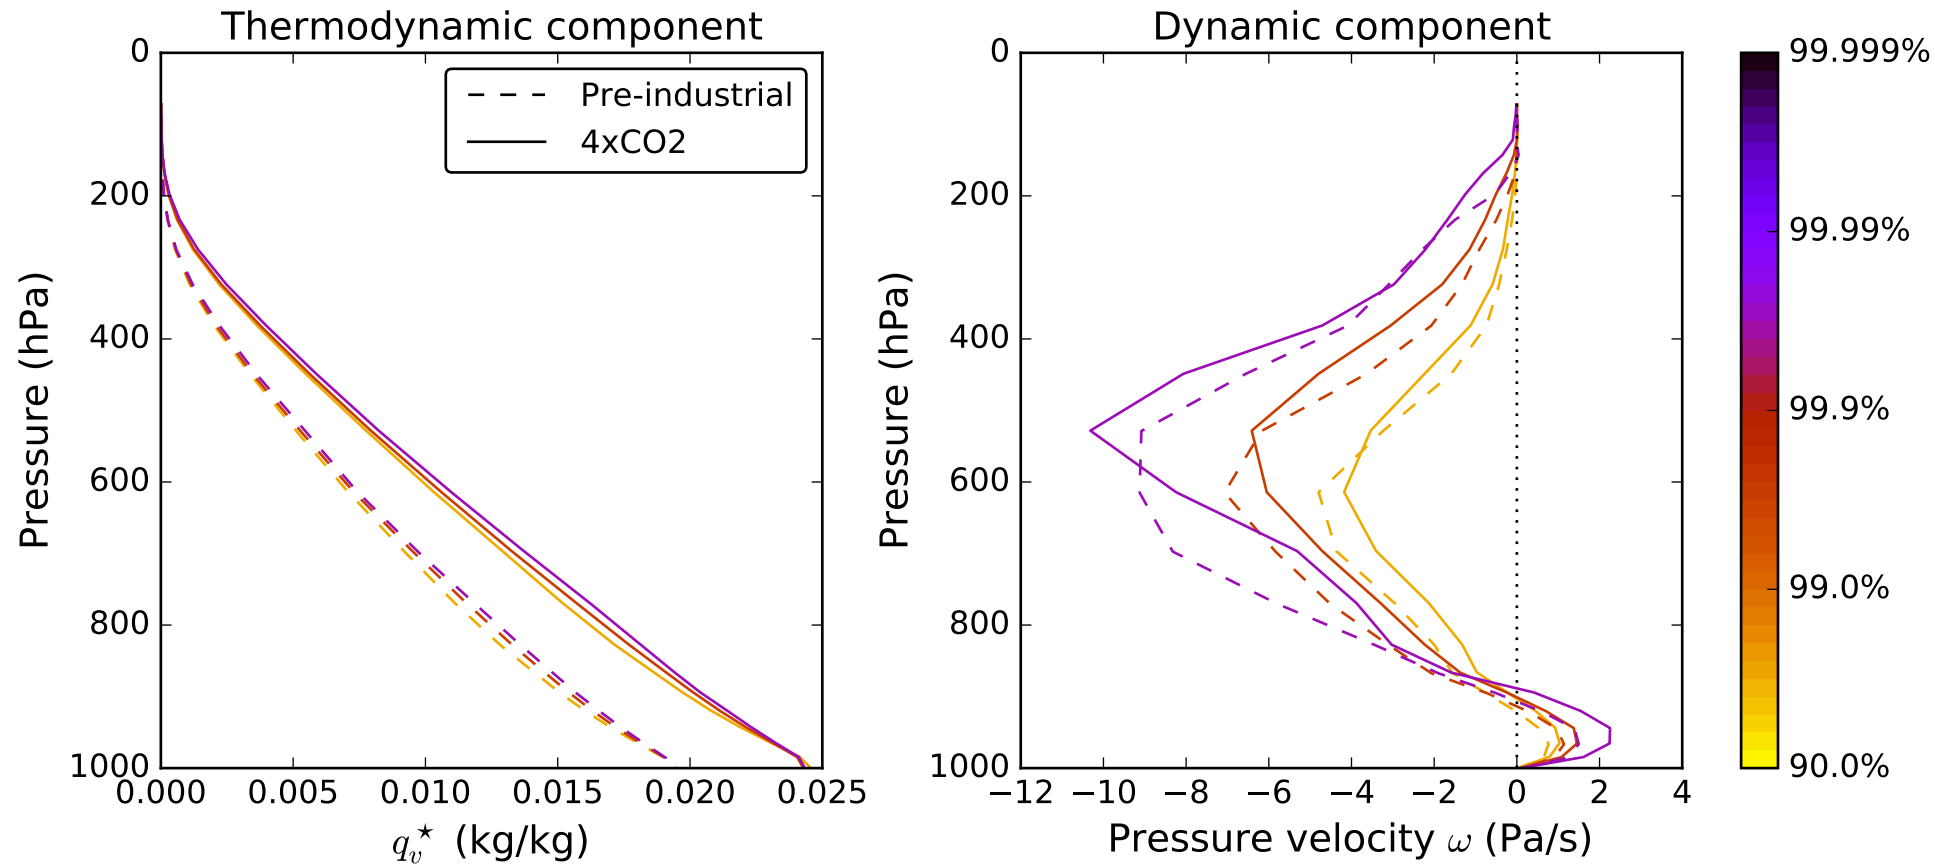 Thermodynamic component
0
200
400
600
800
1000
Pressure (hPa)
Pre-industrial
4xCO2
0.000 0.005 0.010 0.015 0.020 0.025
q_v^⋆ (kg/kg)
Dynamic component
0
200
400
600
800
1000
Pressure (hPa)
−12 −10 −8 −6 −4 −2 0 2 4
Pressure velocity ω (Pa/s)
99.999%
99.99%
99.9%
99.0%
90.0%